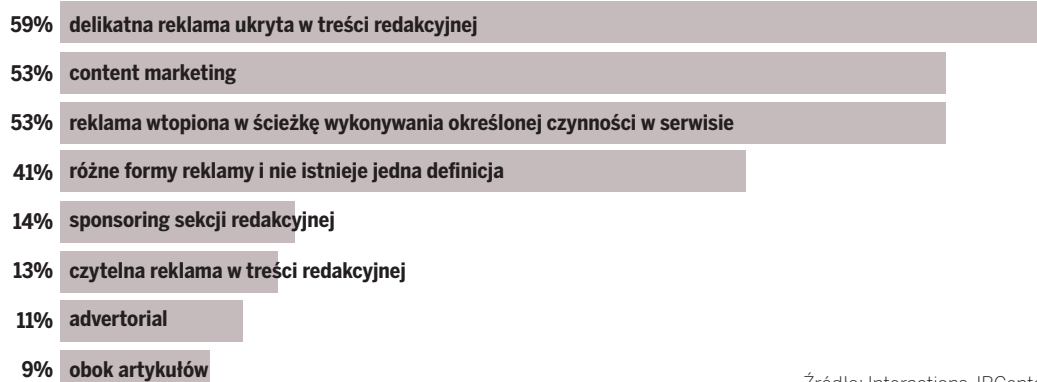 59% delikatna reklama ukryta w treści redakcyjnej
53% content marketing
53% reklama wtopiona w ścieżkę wykonywania określonej czynności w serwisie
41% różne formy reklamy i nie istnieje jedna definicja
14% sponsoring sekcji redakcyjnej
13% czytelna reklama w treści redakcyjnej
11% advertorial
9% obok artykułów
Źródło: Interactions,